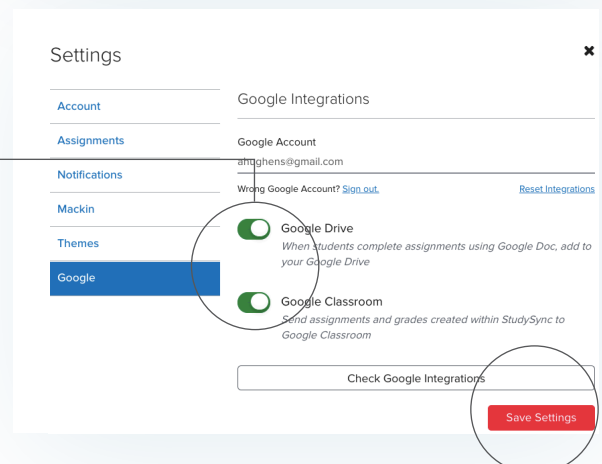 Settings
✖
Account
Assignments
Notifications
Mackin
Themes
Google
Google Integrations
Google Account
ahughens@gmail.com
Wrong Google Account? Sign out.
Reset Integrations
Google Drive
When students complete assignments using Google Doc, add to
your Google Drive
Google Classroom
Send assignments and grades created within StudySync to
Google Classroom
Check Google Integrations
Save Settings